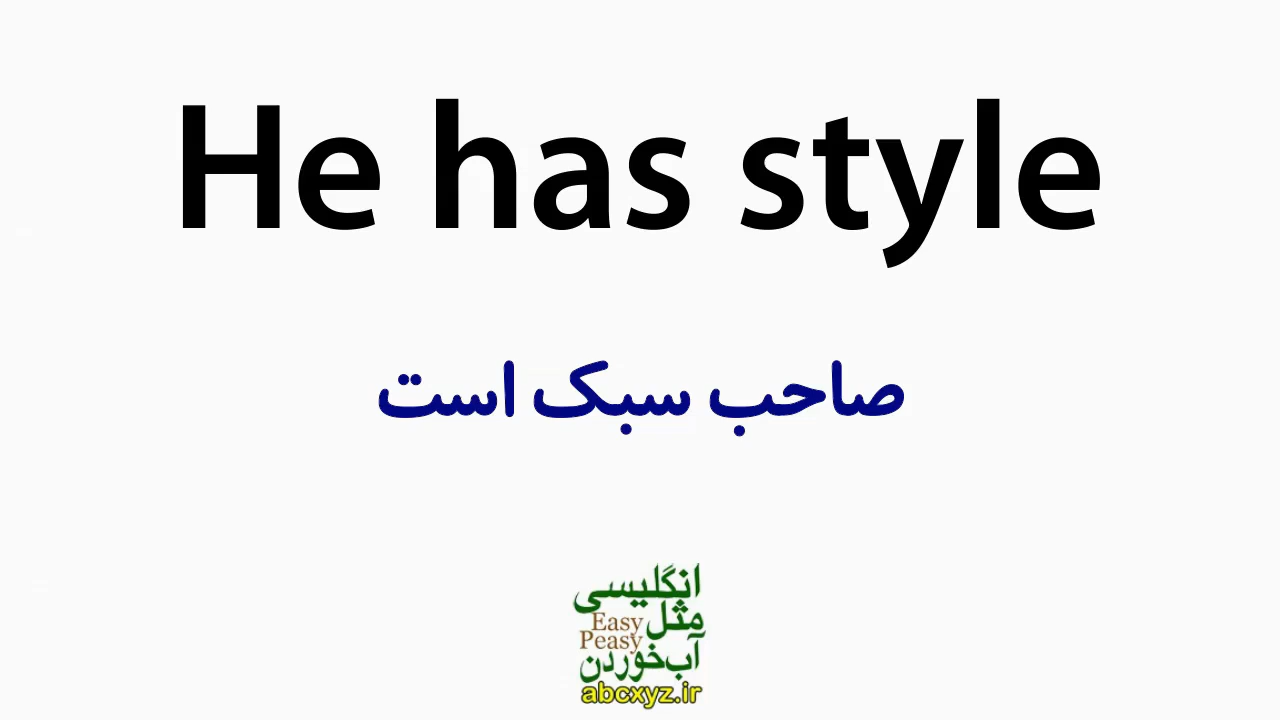 He has style
صاحب سبک است
انگلیسی
مثل Easy
Peasy
آب‌خوردن
abcxyz.ir